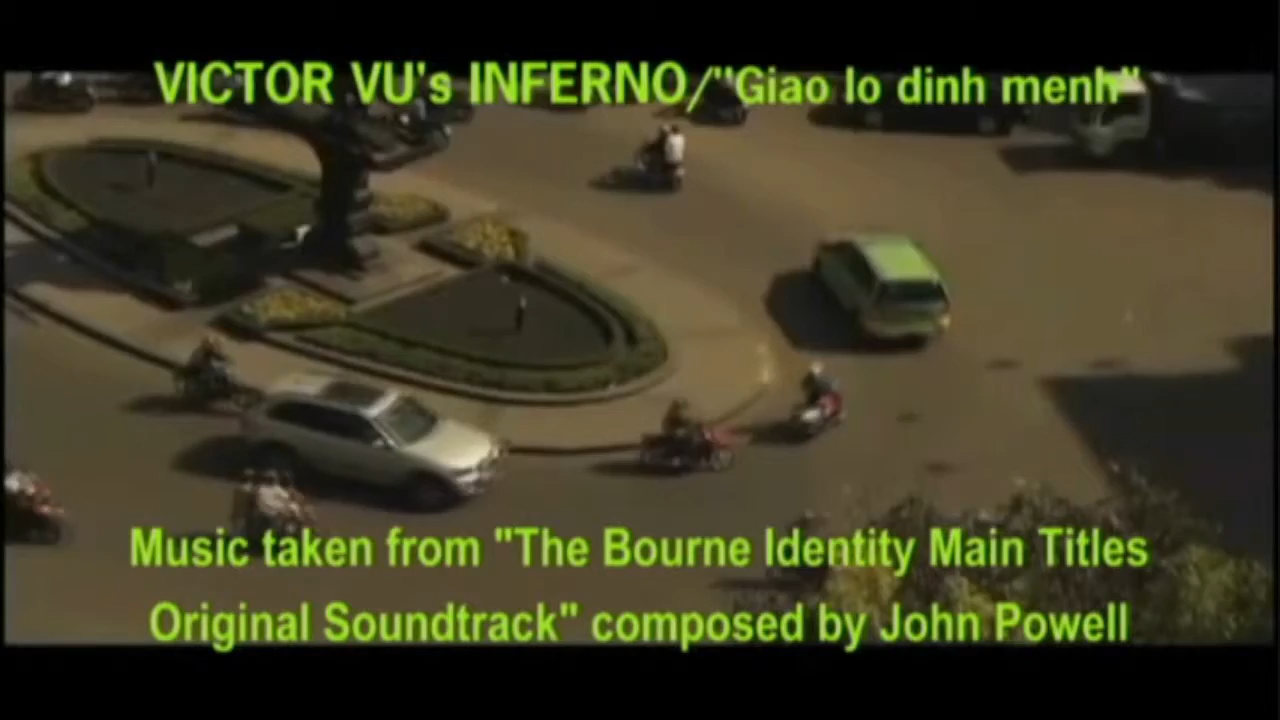 VICTOR VU's INFERNO/"Giao lo dinh menh"
Music taken from "The Bourne Identity Main Titles
Original Soundtrack" composed by John Powell